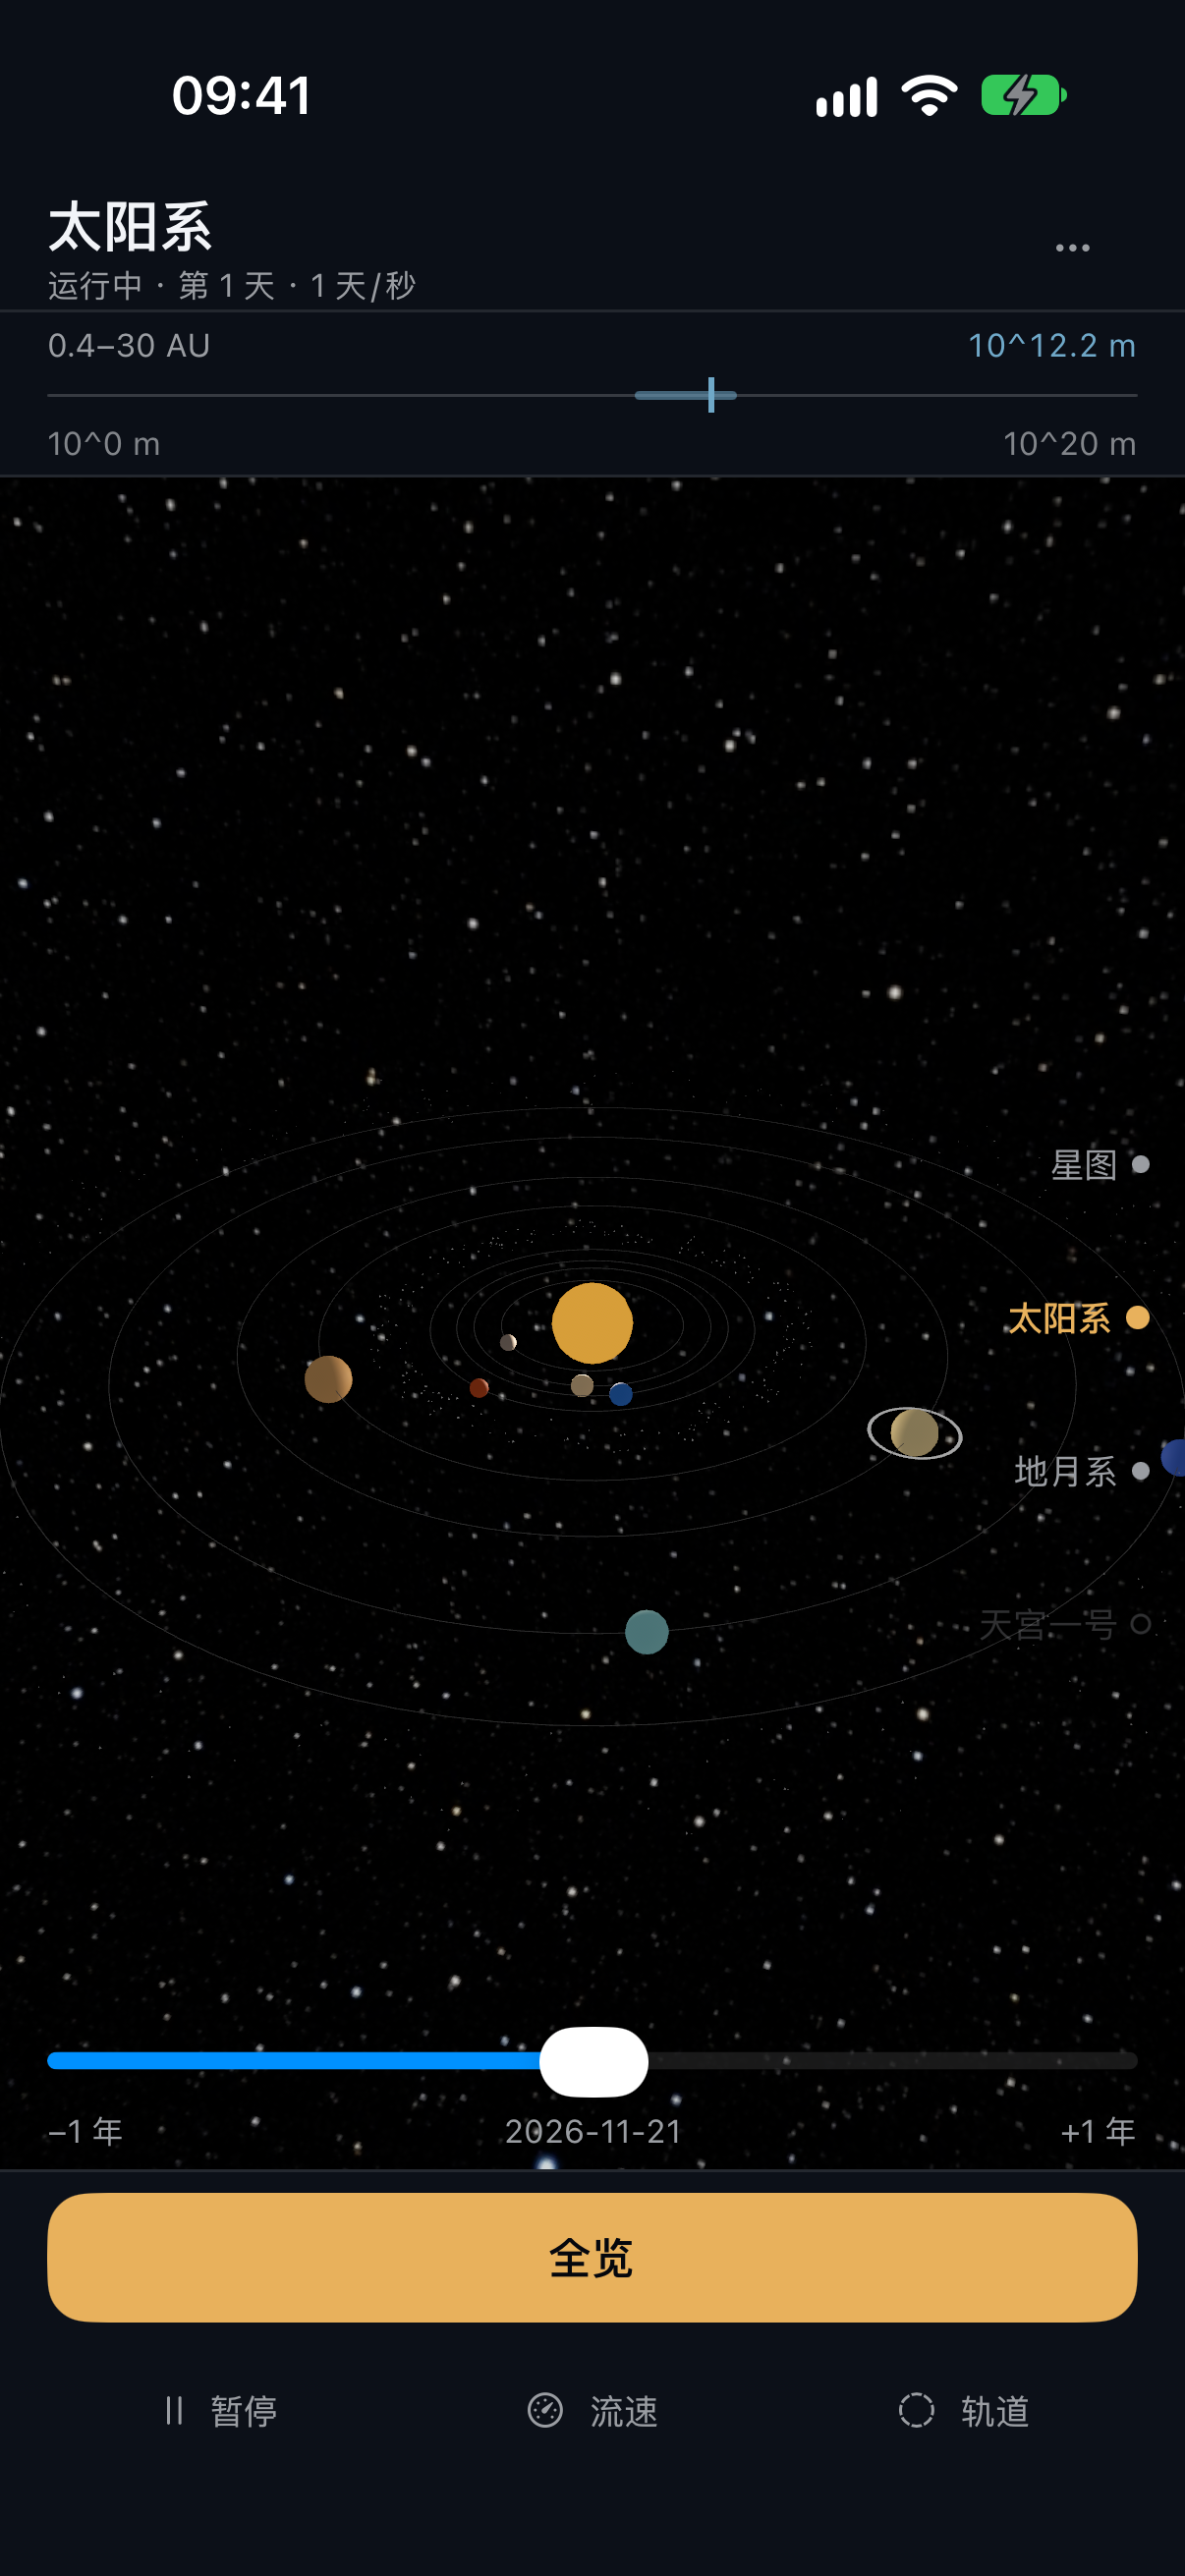 09:41
太阳系
运行中 · 第 1 天 · 1 天/秒
0.4–30 AU
10^12.2 m
10^0 m
10^20 m
星图
太阳系
地月系
天宫一号
–1 年
2026-11-21
+1 年
全览
暂停
流速
轨道